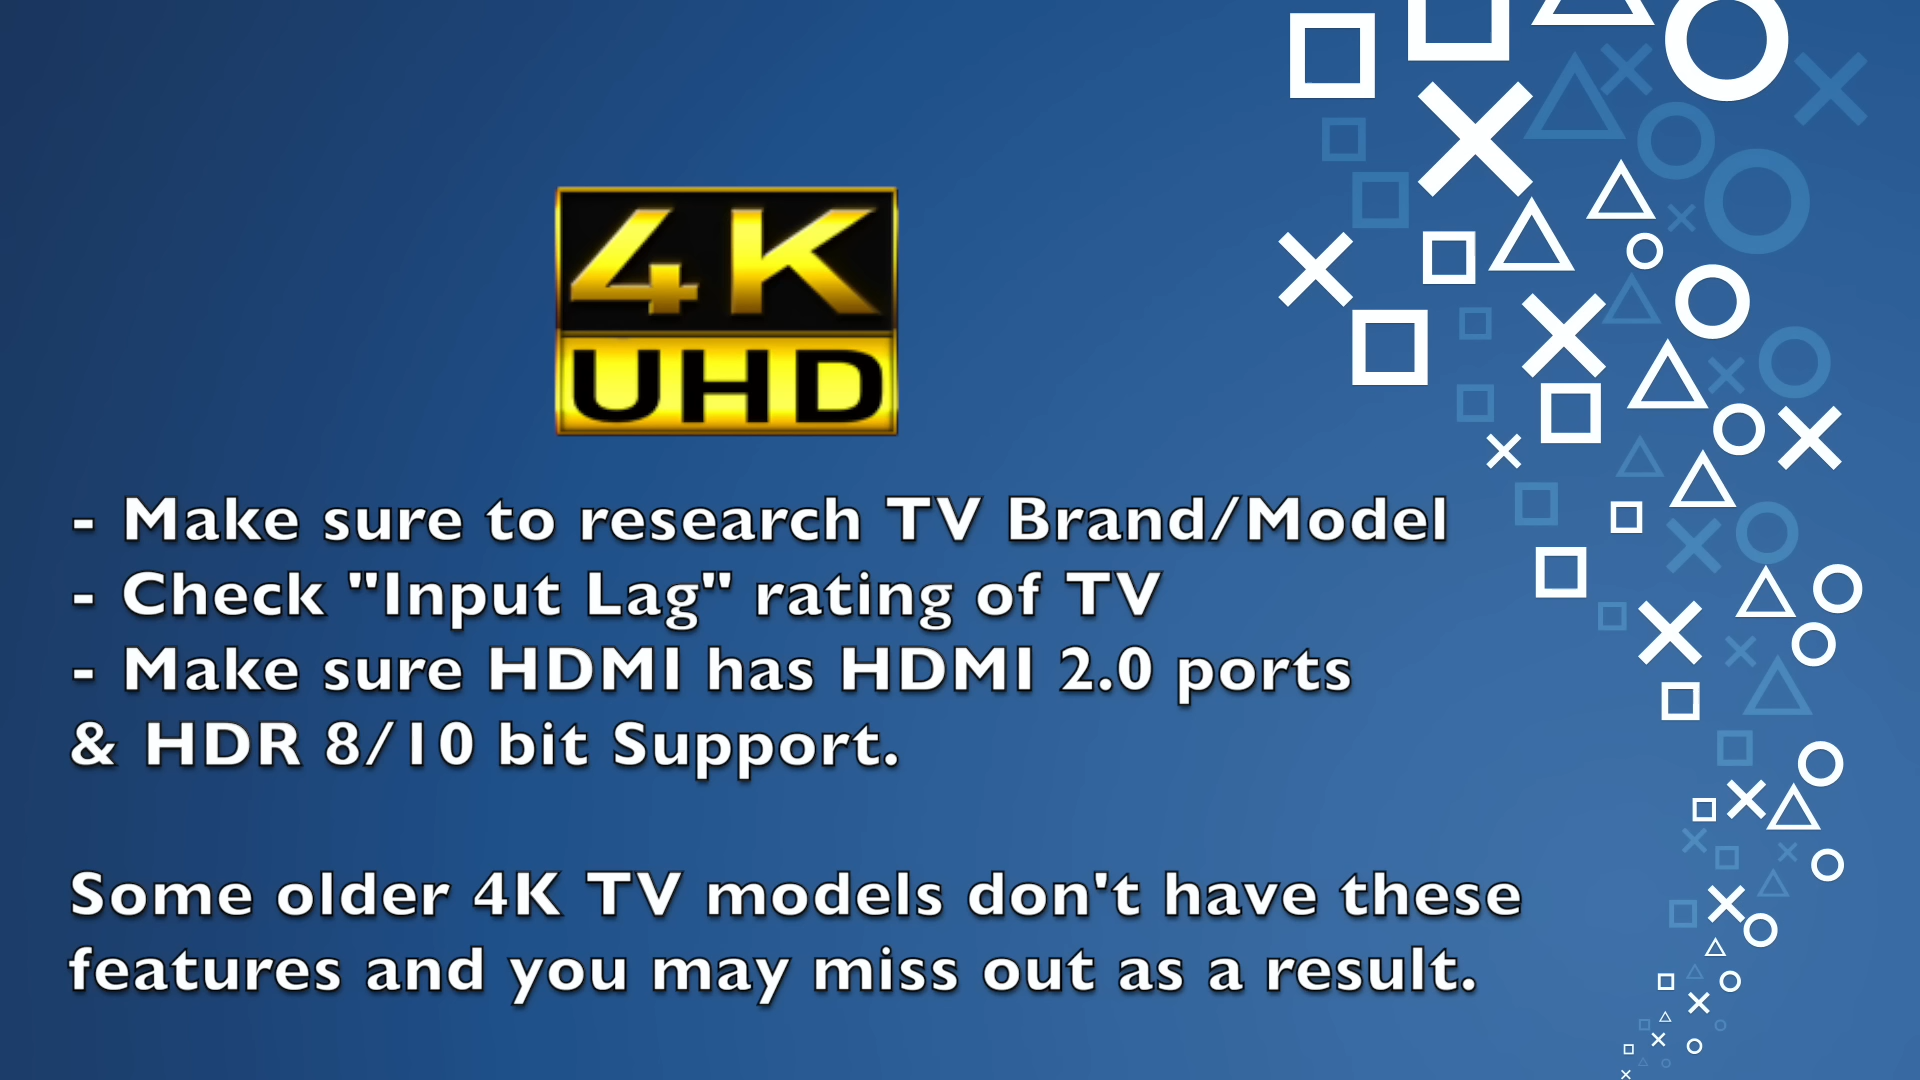 4K
UHD
- Make sure to research TV Brand/Model
- Check "Input Lag" rating of TV
- Make sure HDMI has HDMI 2.0 ports
& HDR 8/10 bit Support.
Some older 4K TV models don't have these
features and you may miss out as a result.